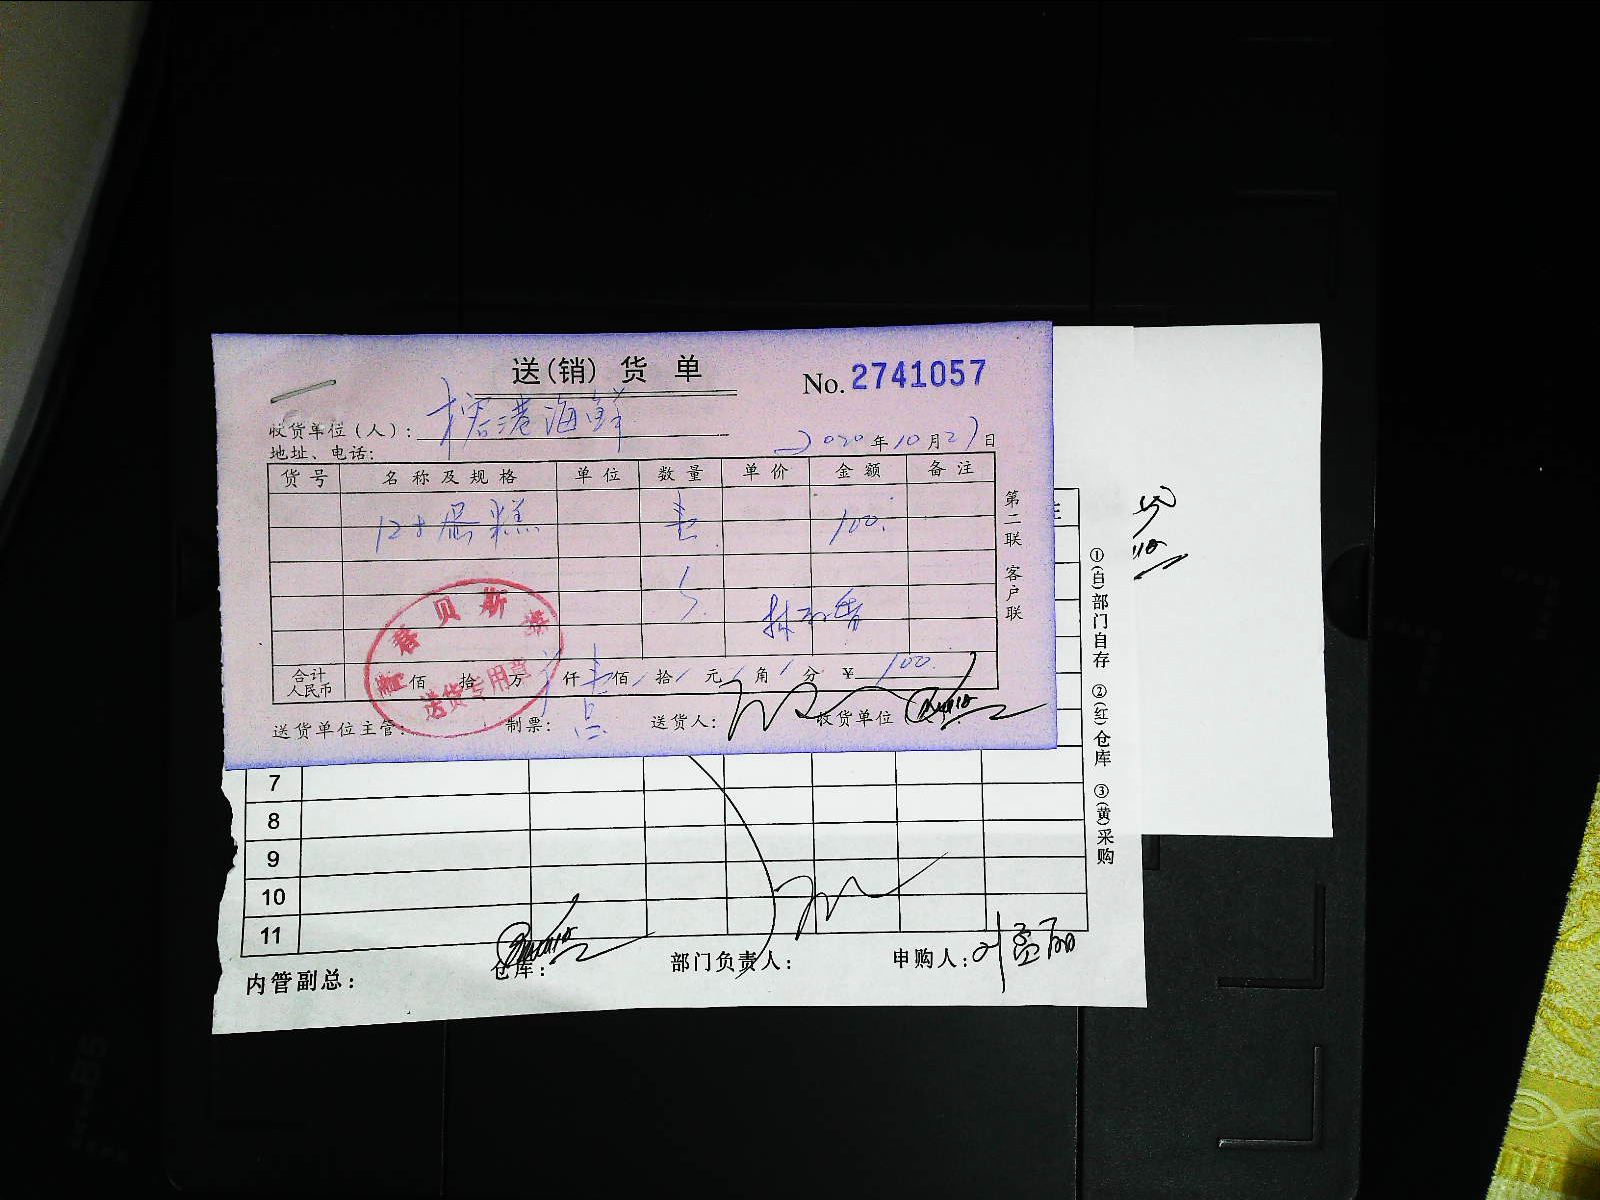 送(销)货单
No. 2741057
收货单位(人): 榕港海鲜
2020年10月27日
地址、电话:
货号 名称及规格 单位 数量 单价 金额 备注
12寸蛋糕 壹 100.
第二联 客户联
青春贝斯
送货专用章
合计人民币 佰 拾 万 仟 壹佰 拾 元 角 分 ¥ 100.
送货单位主管: 制票: 送货人: 收货单位
①(白)部门自存 ②(红)仓库 ③(黄)采购
7
8
9
10
11
内管副总: 仓库: 部门负责人: 申购人: